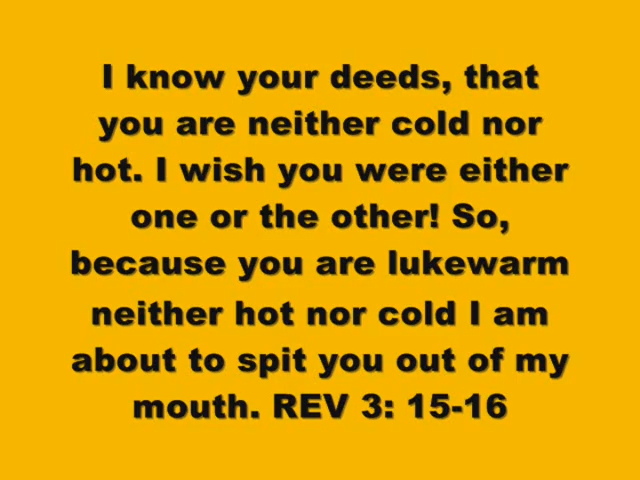 I know your deeds, that
you are neither cold nor
hot. I wish you were either
one or the other! So,
because you are lukewarm
neither hot nor cold I am
about to spit you out of my
mouth. REV 3: 15-16